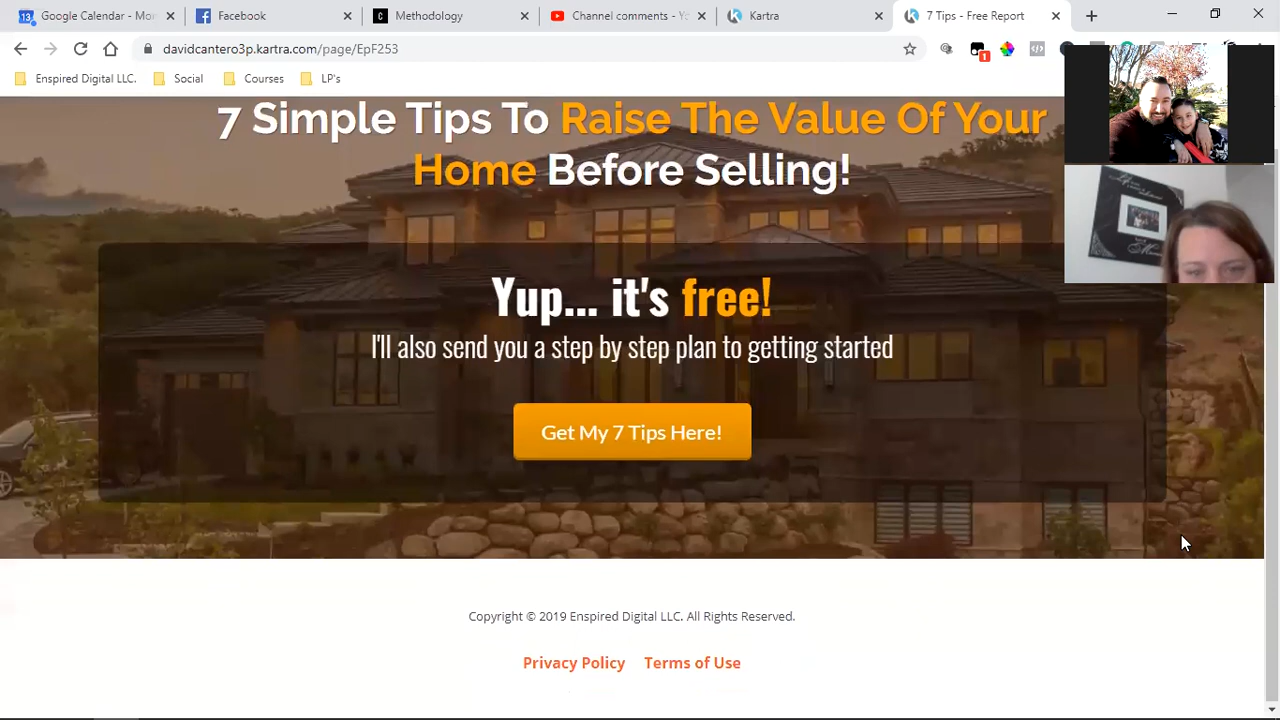 Google Calendar - Mon
Facebook
Methodology
Channel comments - Yo
Kartra
7 Tips - Free Report
davidcantero3p.kartra.com/page/EpF253
1
Enspired Digital LLC.
Social
Courses
LP's
7 Simple Tips To Raise The Value Of Your
Home Before Selling!
Yup... it's free!
I'll also send you a step by step plan to getting started
Get My 7 Tips Here!
Copyright © 2019 Enspired Digital LLC. All Rights Reserved.
Privacy Policy Terms of Use